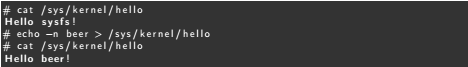 # cat /sys/kernel/hello
Hello sysfs!
# echo -n beer > /sys/kernel/hello
# cat /sys/kernel/hello
Hello beer!